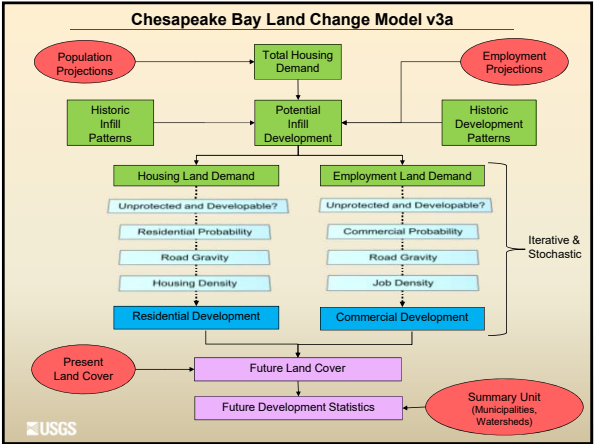 Chesapeake Bay Land Change Model v3a
Population
Projections
Total Housing
Demand
Employment
Projections
Historic
Infill
Patterns
Potential
Infill
Development
Historic
Development
Patterns
Housing Land Demand
Employment Land Demand
Unprotected and Developable?
Unprotected and Developable?
Residential Probability
Commercial Probability
Road Gravity
Road Gravity
Housing Density
Job Density
Iterative &
Stochastic
Residential Development
Commercial Development
Present
Land Cover
Future Land Cover
Future Development Statistics
Summary Unit
(Municipalities,
Watersheds)
USGS